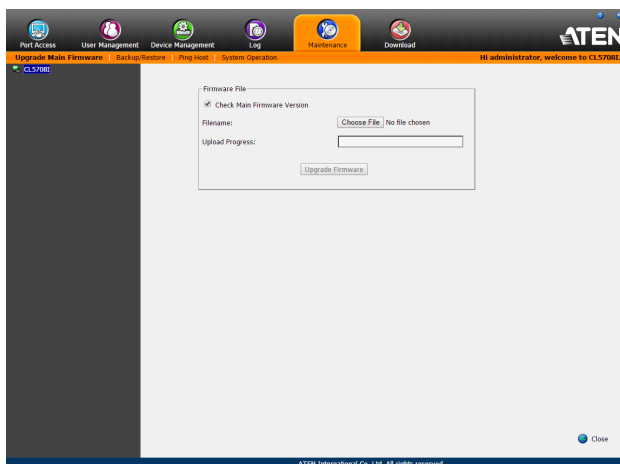 Port Access User Management Device Management Log Maintenance Download
ATEN
Upgrade Main Firmware Backup/Restore Ping Host System Operation Hi administrator, welcome to CL5708I.
CL5708I
Firmware File
Check Main Firmware Version
Filename: Choose File No file chosen
Upload Progress:
Upgrade Firmware
Close
ATEN International Co., Ltd. All rights reserved.